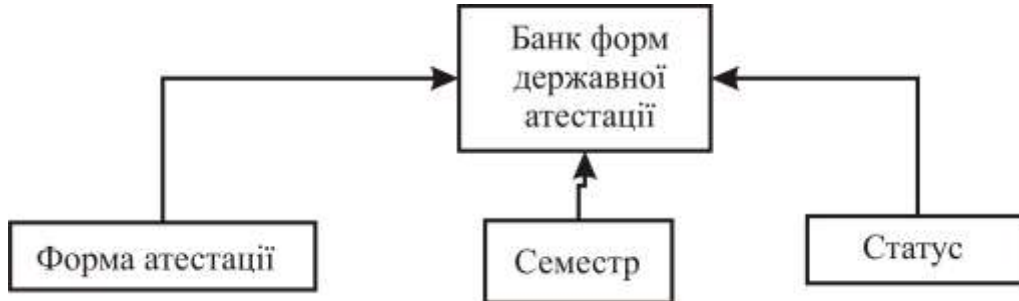 Банк форм
державної
атестації
Форма атестації
Семестр
Статус